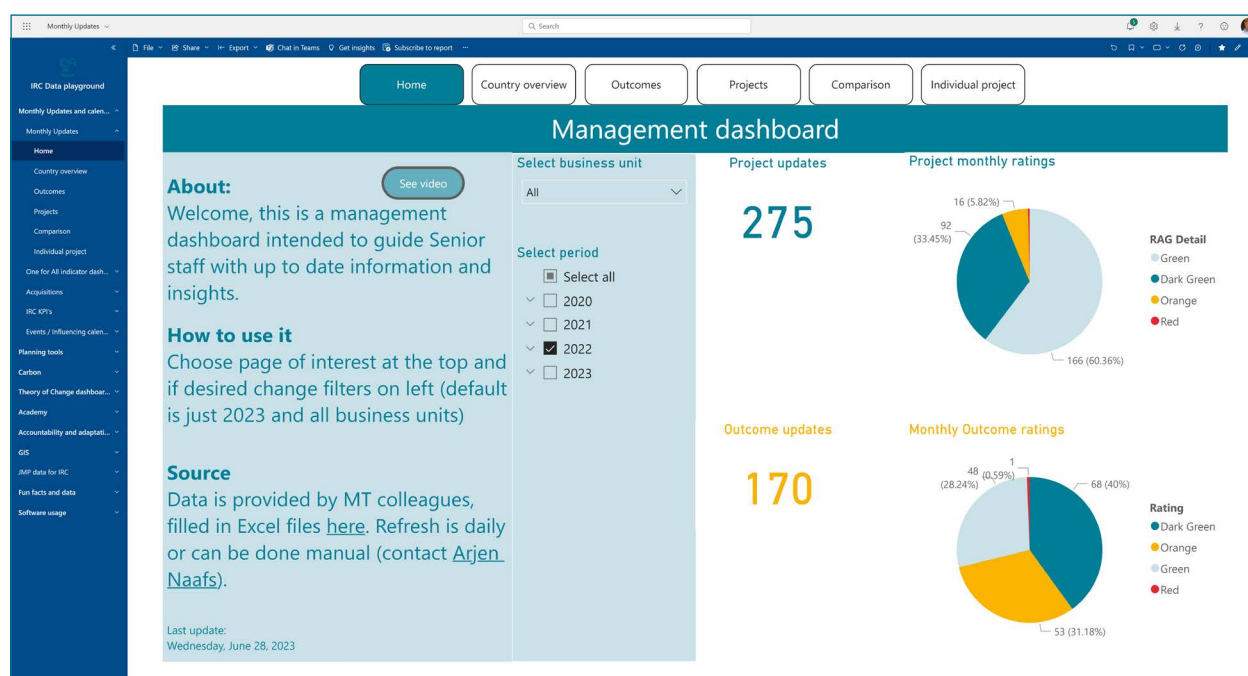 Monthly Updates
Search
File Share Export Chat in Teams Get insights Subscribe to report ...
IRC Data playground
Monthly Updates and calen...
Monthly Updates
Home
Country overview
Outcomes
Projects
Comparison
Individual project
One for All indicator dash...
Acquisitions
IRC KPI's
Events / Influencing calen...
Planning tools
Carbon
Theory of Change dashboar...
Academy
Accountability and adaptati...
GIS
JMP data for IRC
Fun facts and data
Software usage
Home Country overview Outcomes Projects Comparison Individual project
Management dashboard
See video
About:
Welcome, this is a management
dashboard intended to guide Senior
staff with up to date information and
insights.
How to use it
Choose page of interest at the top and
if desired change filters on left (default
is just 2023 and all business units)
Source
Data is provided by MT colleagues,
filled in Excel files here. Refresh is daily
or can be done manual (contact Arjen
Naafs).
Last update:
Wednesday, June 28, 2023
Select business unit
All
Select period
Select all
2020
2021
2022
2023
Project updates
275
Project monthly ratings
16 (5.82%)
92
(33.45%)
166 (60.36%)
RAG Detail
Green
Dark Green
Orange
Red
Outcome updates
170
Monthly Outcome ratings
1
(0.59%)
48
(28.24%)
68 (40%)
53 (31.18%)
Rating
Dark Green
Orange
Green
Red